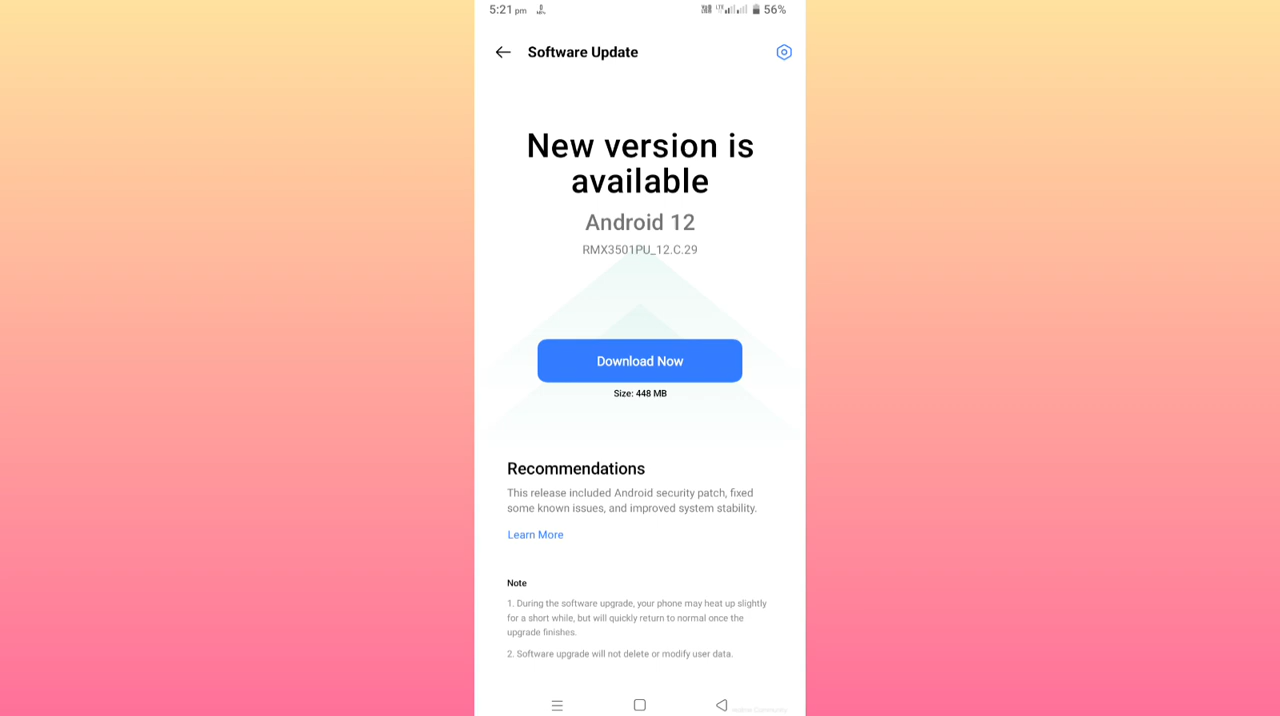 5:21 pm 56%
Software Update
New version is
available
Android 12
RMX3501PU_12.C.29
Download Now
Size: 448 MB
Recommendations
This release included Android security patch, fixed
some known issues, and improved system stability.
Learn More
Note
1. During the software upgrade, your phone may heat up slightly
for a short while, but will quickly return to normal once the
upgrade finishes.
2. Software upgrade will not delete or modify user data.